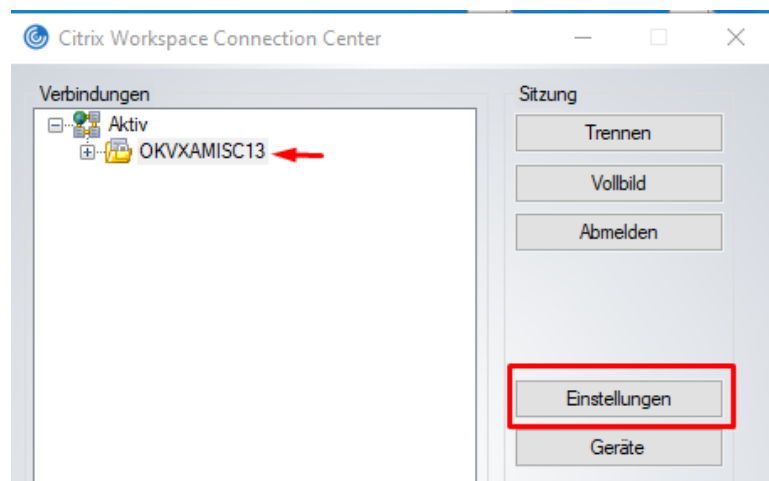 Citrix Workspace Connection Center
Verbindungen
Aktiv
OKVXAMISC13
Sitzung
Trennen
Vollbild
Abmelden
Einstellungen
Geräte